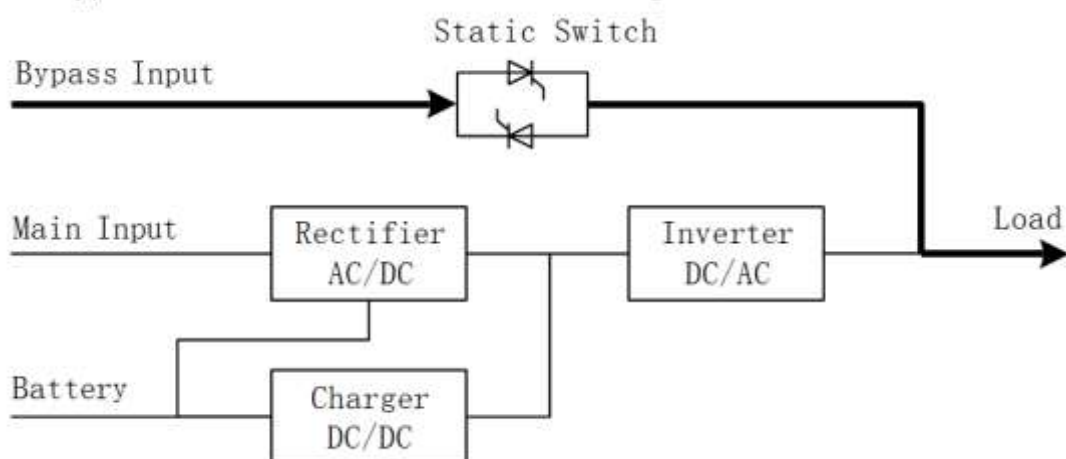 Static Switch
Bypass Input
Main Input
Rectifier
AC/DC
Inverter
DC/AC
Load
Battery
Charger
DC/DC